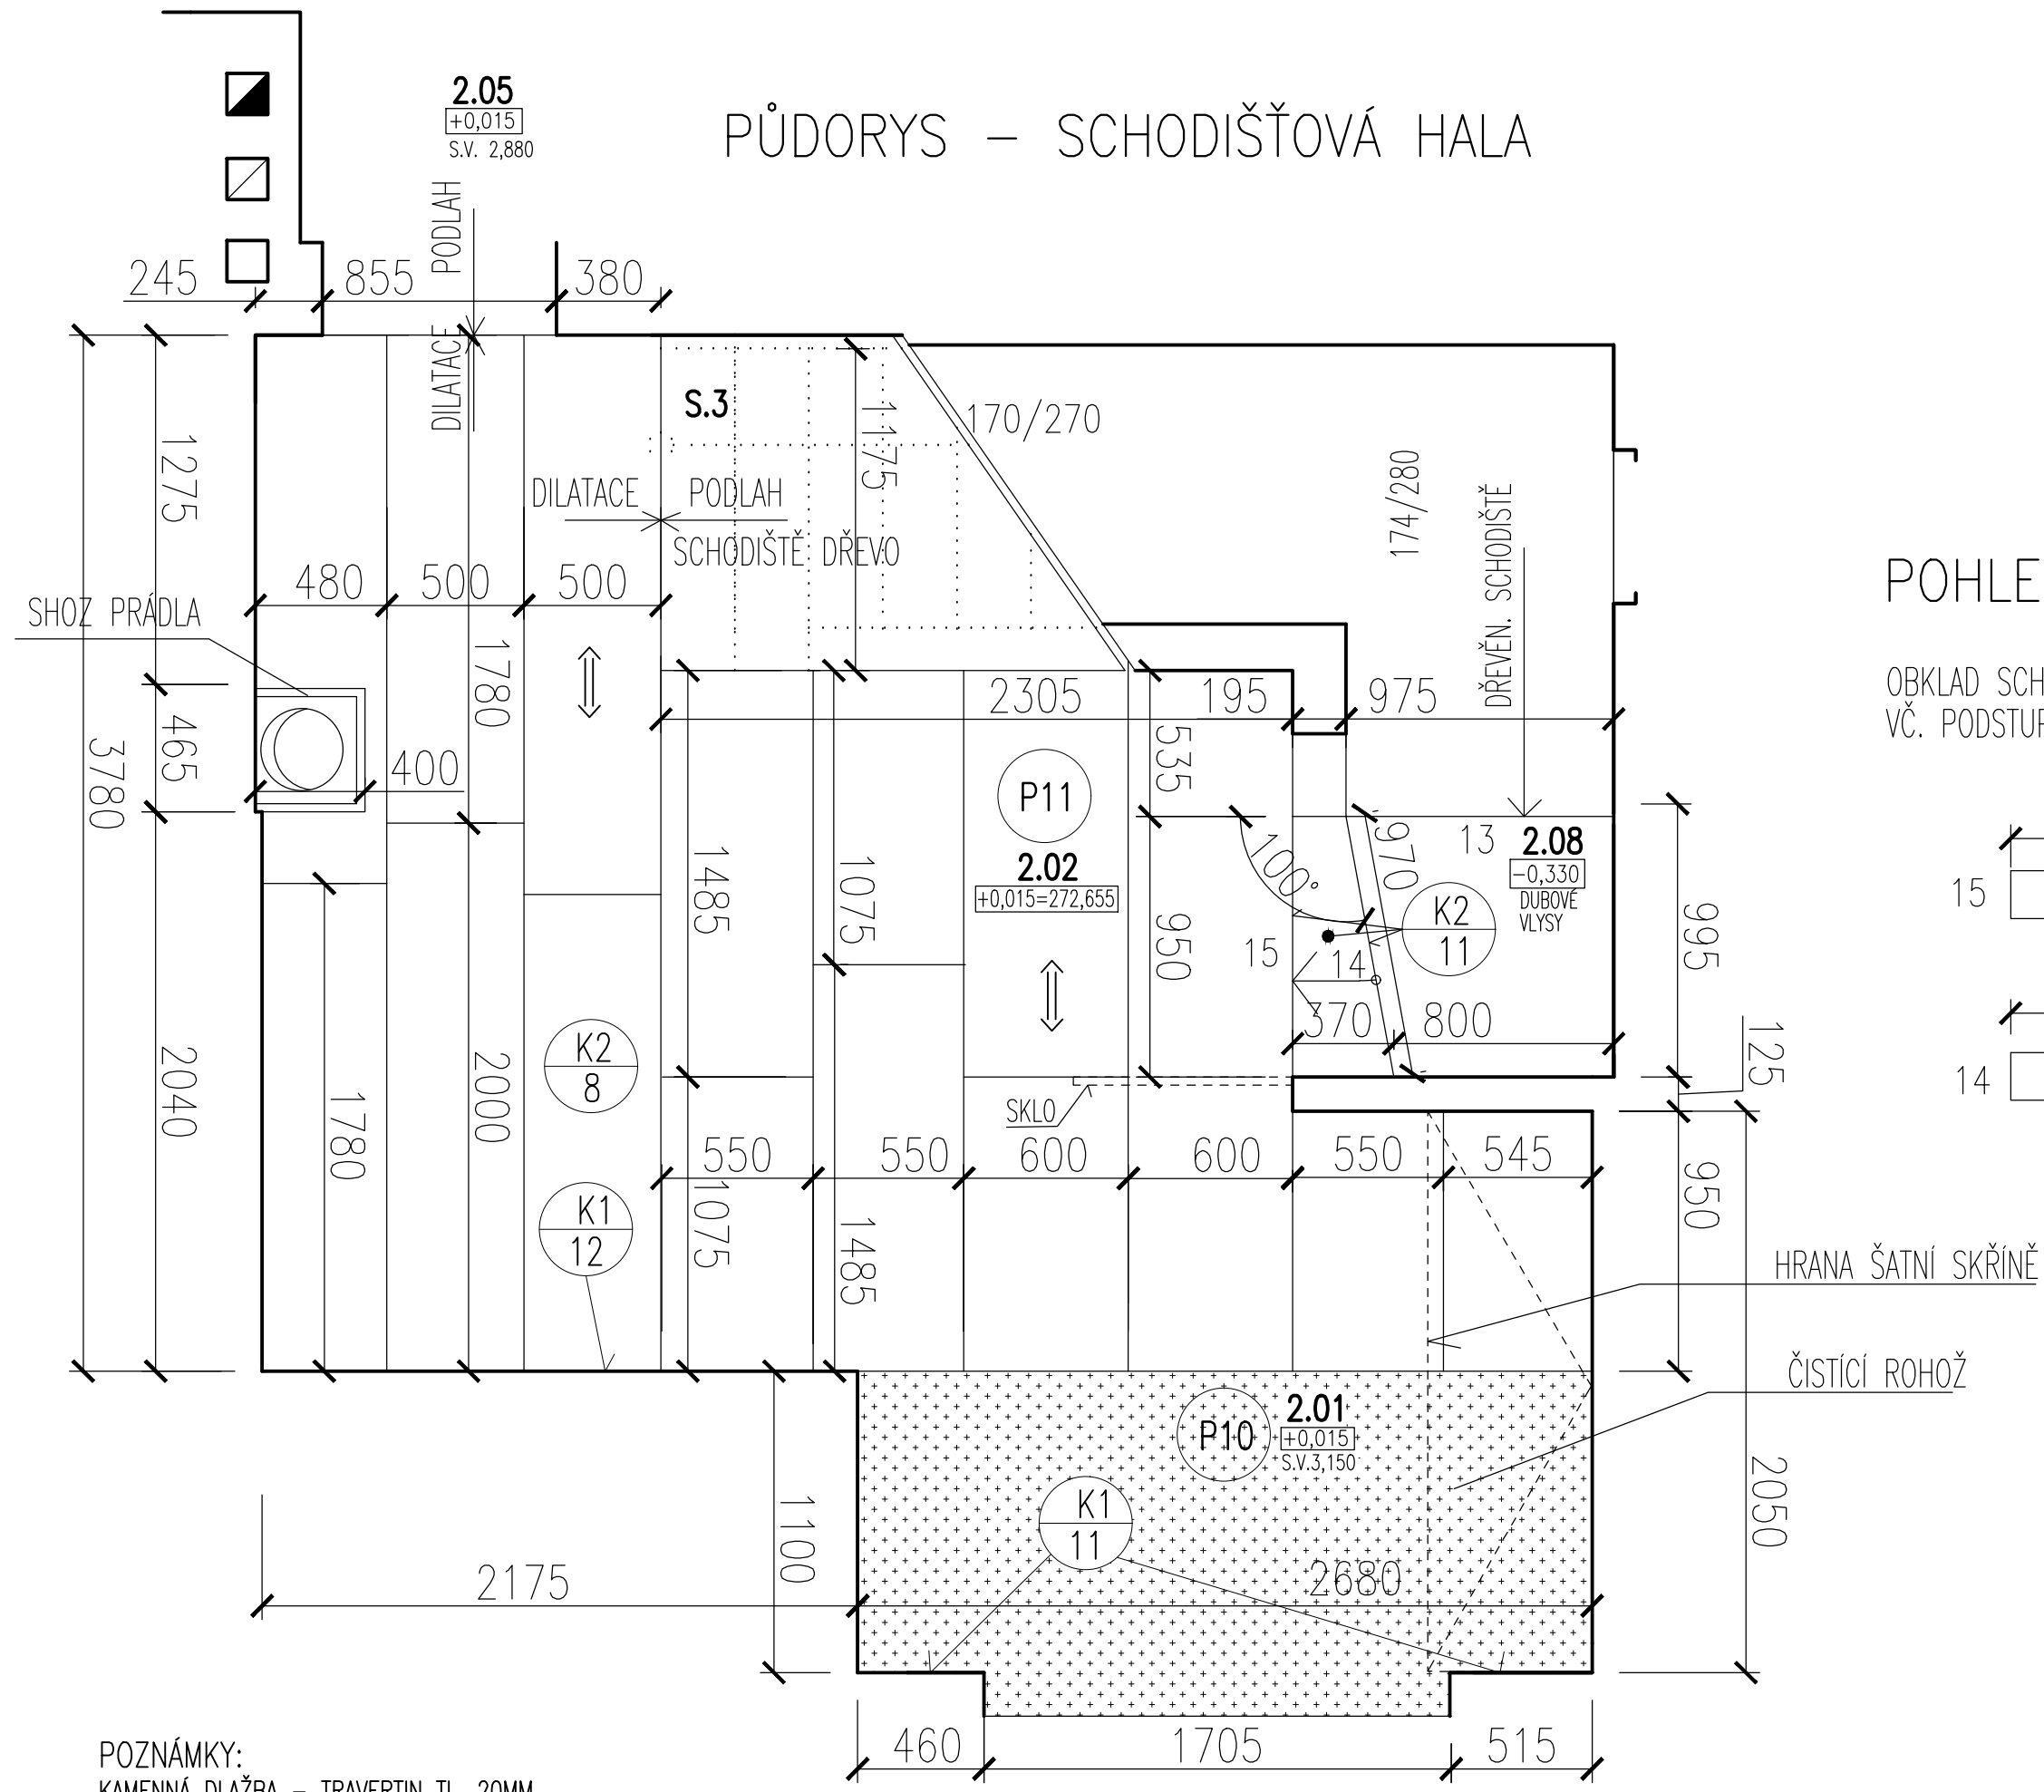 PŮDORYS – SCHODIŠŤOVÁ HALA
2.05
+0,015
S.V. 2,880
DILATACE PODLAH
245
855
380
S.3
1175
170/270
174/280
DŘEVĚN. SCHODIŠTĚ
DILATACE PODLAH
SCHODIŠTĚ DŘEVO
1275
480
500
500
SHOZ PRÁDLA
1780
465
3780
400
2305
195
975
535
P11
2.02
+0,015=272,655
1485
1075
950
100°
970
13
2.08
-0,330
DUBOVÉ
VLYSY
K2
11
15
14
370
800
995
125
2040
1780
2000
K2
8
SKLO
550
550
600
600
550
545
950
1075
1485
K1
12
HRANA ŠATNÍ SKŘÍNĚ
ČISTÍCÍ ROHOŽ
P10
2.01
+0,015
S.V.3,150
K1
11
1100
2175
2680
2050
460
1705
515
POHLE
OBKLAD SCH
VČ. PODSTUP
15
14
POZNÁMKY:
KAMENNÁ DLAŽBA – TRAVERTIN TL. 20MM